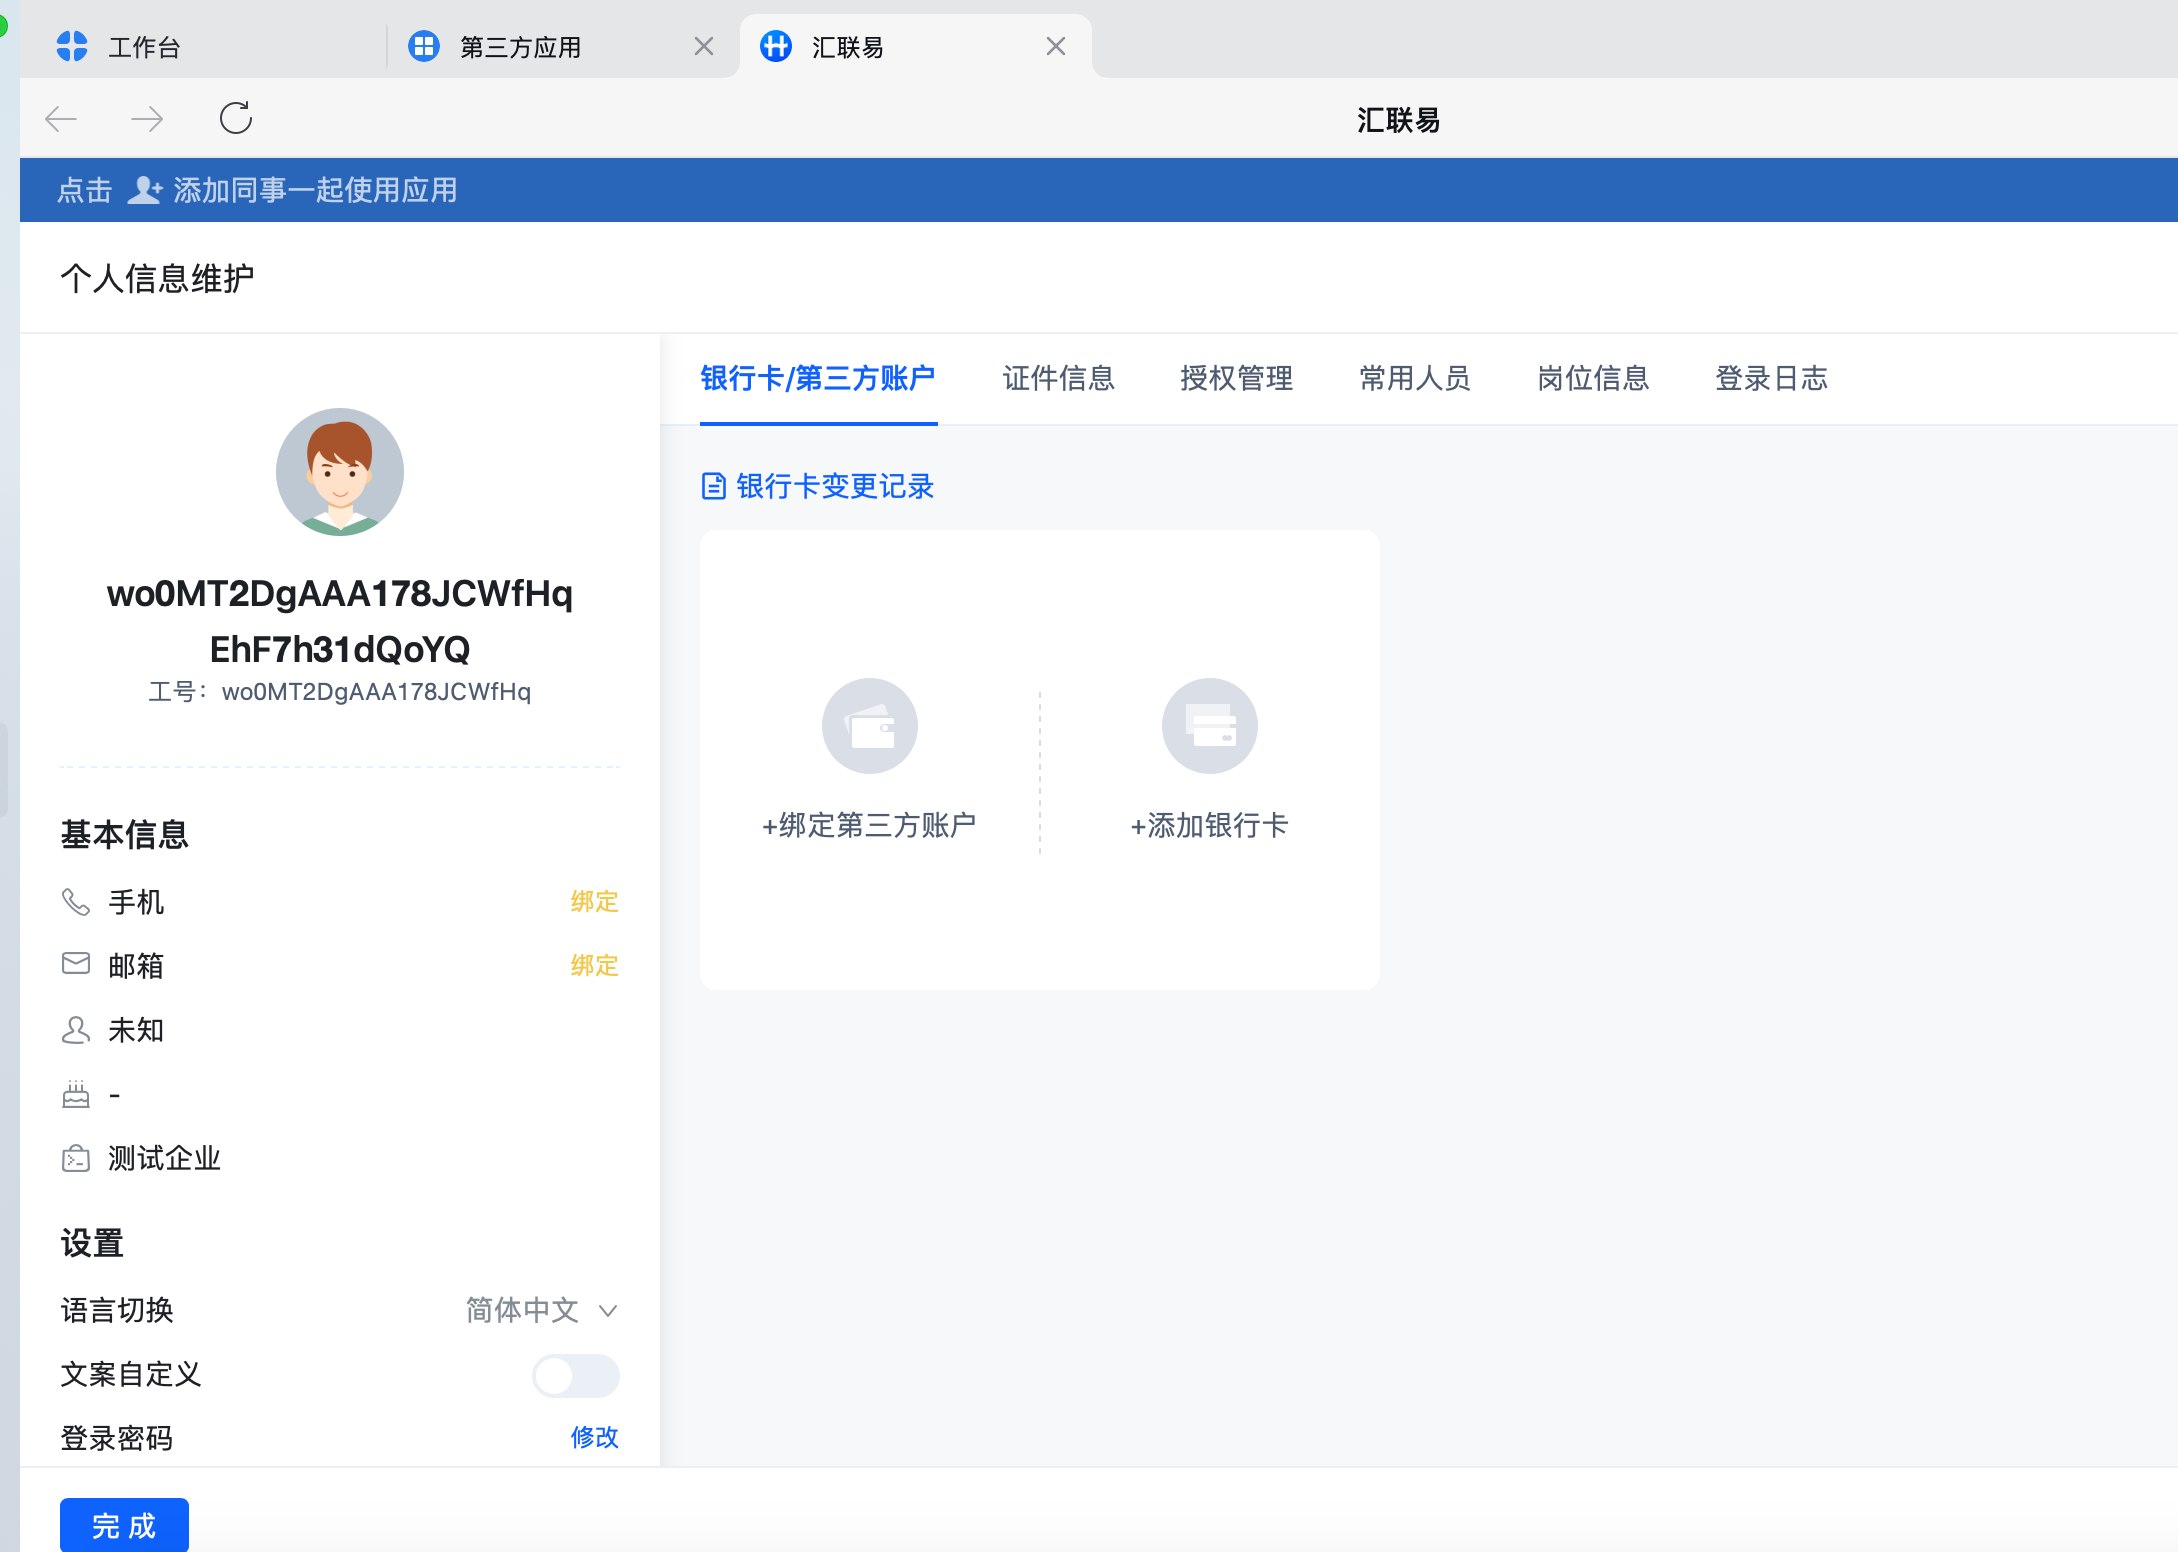 工作台
第三方应用
汇联易
汇联易
点击 添加同事一起使用应用
个人信息维护
wo0MT2DgAAA178JCWfHq
EhF7h31dQoYQ
工号：wo0MT2DgAAA178JCWfHq
基本信息
手机 绑定
邮箱 绑定
未知
-
测试企业
设置
语言切换 简体中文
文案自定义
登录密码 修改
银行卡/第三方账户 证件信息 授权管理 常用人员 岗位信息 登录日志
银行卡变更记录
+绑定第三方账户
+添加银行卡
完成